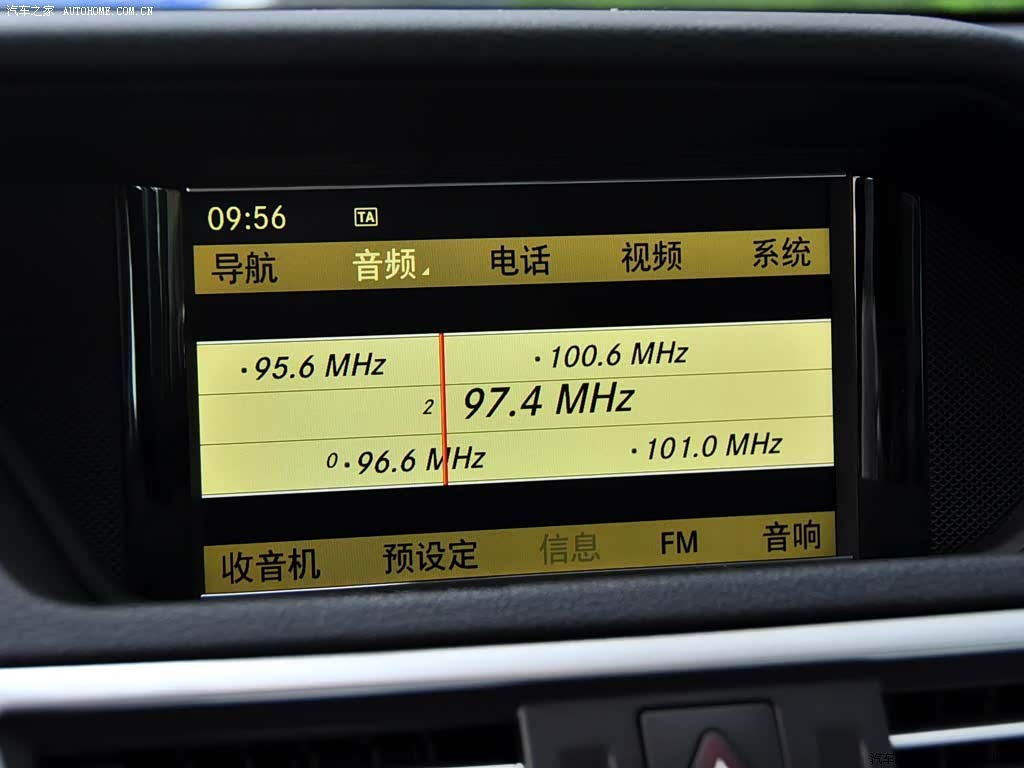 汽车之家 AUTOHOME.COM.CN
09:56 TA
导航 音频 电话 视频 系统
·95.6 MHz ·100.6 MHz
2 97.4 MHz
0·96.6 MHz ·101.0 MHz
收音机 预设定 信息 FM 音响
汽车